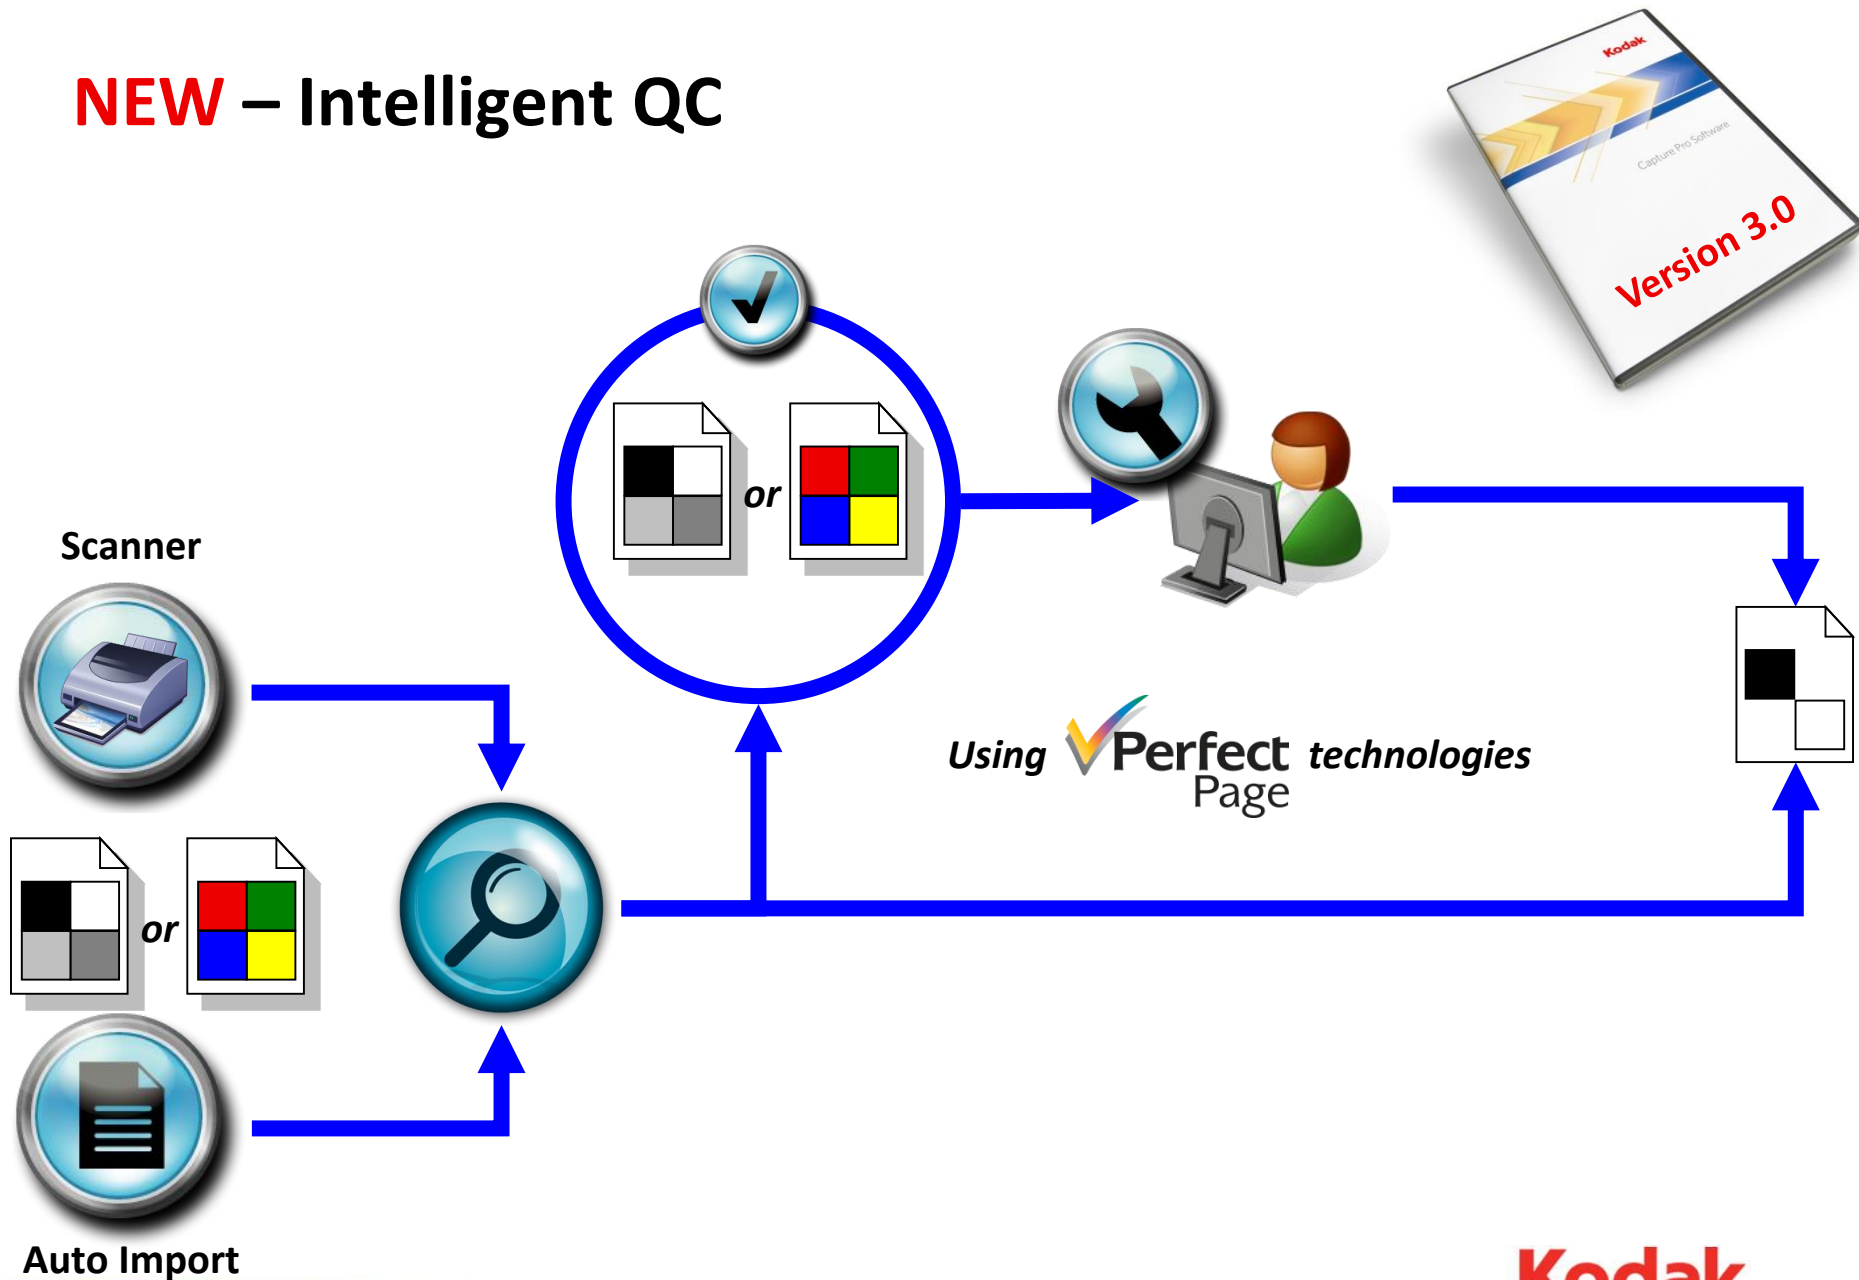 NEW – Intelligent QC
Kodak
Capture Pro Software
Version 3.0
or
Scanner
Using Perfect Page technologies
or
Auto Import
Kodak